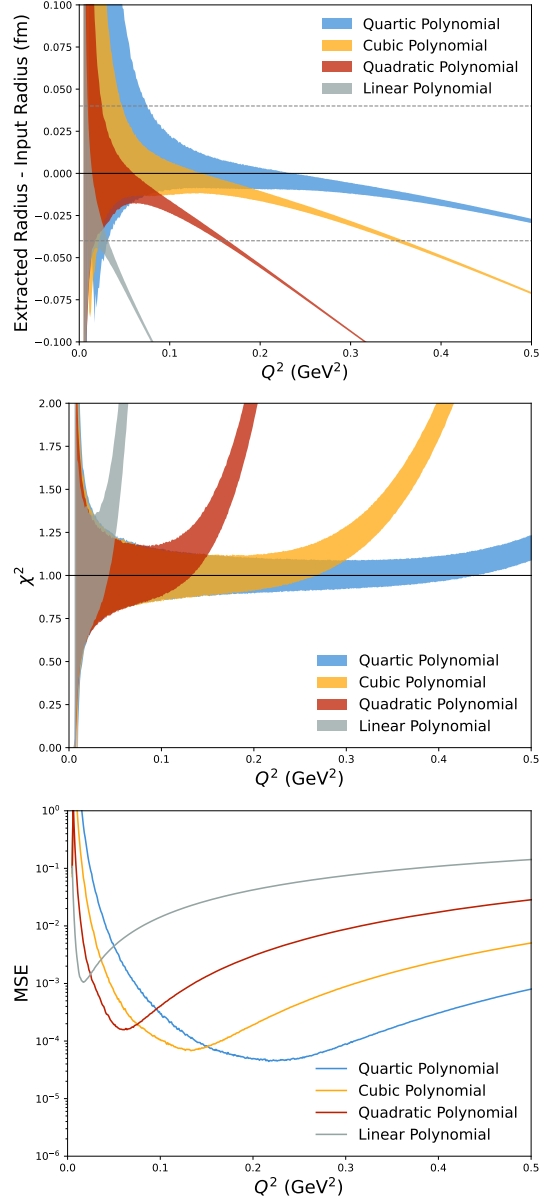 0.100
0.075
0.050
0.025
0.000
−0.025
−0.050
−0.075
−0.100
Extracted Radius - Input Radius (fm)
Quartic Polynomial
Cubic Polynomial
Quadratic Polynomial
Linear Polynomial
0.0 0.1 0.2 0.3 0.4 0.5
Q² (GeV²)
2.00
1.75
1.50
1.25
1.00
0.75
0.50
0.25
0.00
χ²
Quartic Polynomial
Cubic Polynomial
Quadratic Polynomial
Linear Polynomial
0.0 0.1 0.2 0.3 0.4 0.5
Q² (GeV²)
10⁰
10⁻¹
10⁻²
10⁻³
10⁻⁴
10⁻⁵
10⁻⁶
MSE
Quartic Polynomial
Cubic Polynomial
Quadratic Polynomial
Linear Polynomial
0.0 0.1 0.2 0.3 0.4 0.5
Q² (GeV²)